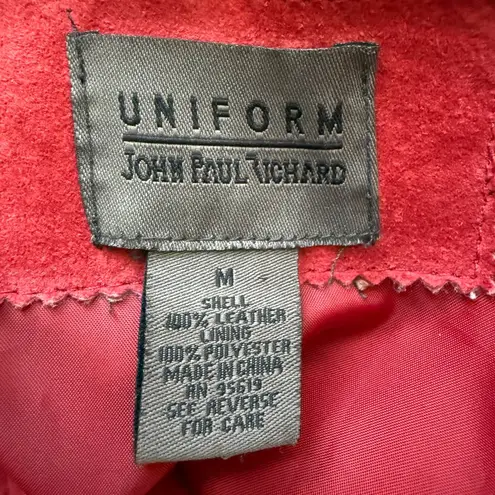 UNIFORM
JOHN PAUL RICHARD
M
SHELL
100% LEATHER
LINING
100% POLYESTER
MADE IN CHINA
RN 95619
SEE REVERSE
FOR CARE